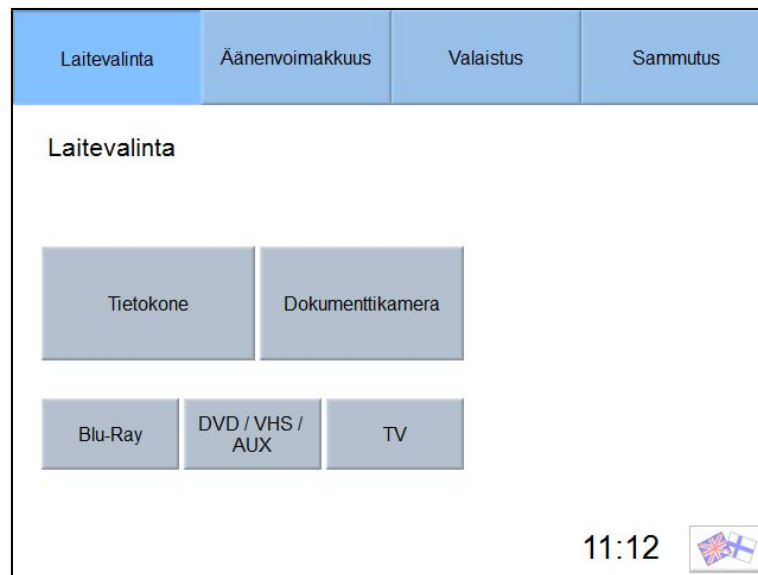 Laitevalinta
Äänenvoimakkuus
Valaistus
Sammutus
Laitevalinta
Tietokone
Dokumenttikamera
Blu-Ray
DVD / VHS /
AUX
TV
11:12